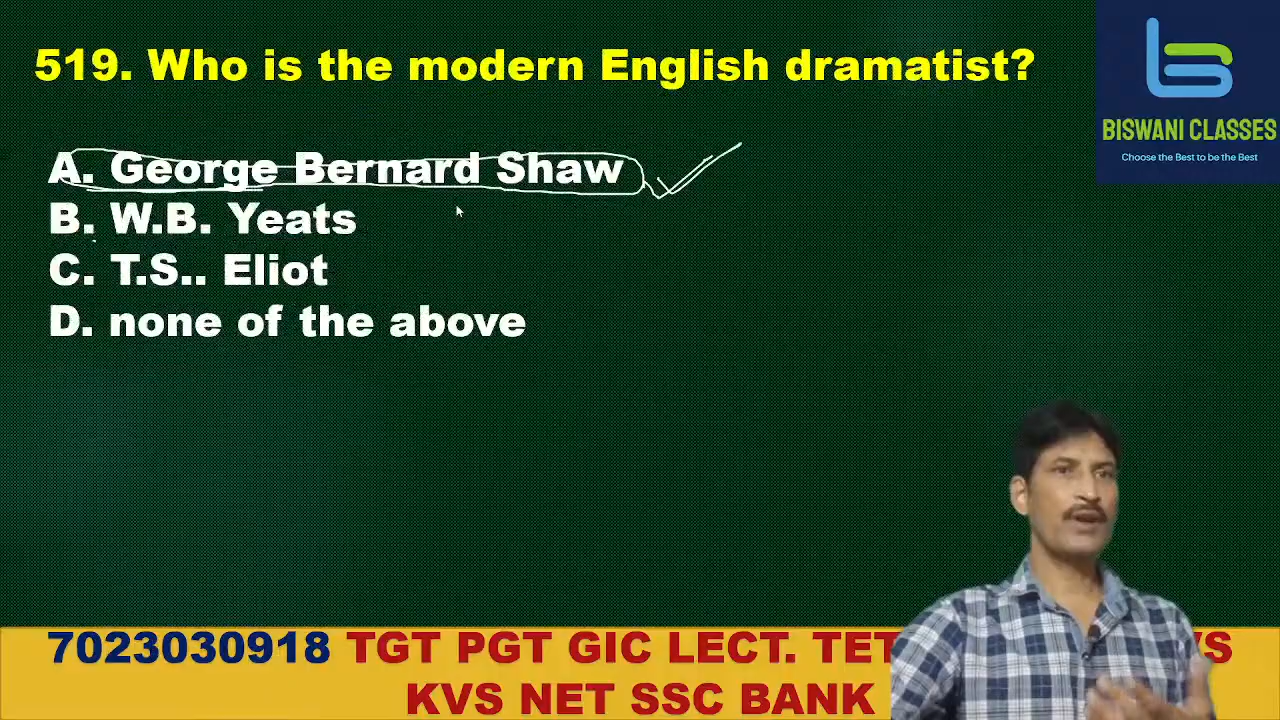 519. Who is the modern English dramatist?
BISWANI CLASSES
Choose the Best to be the Best
A. George Bernard Shaw
B. W.B. Yeats
C. T.S.. Eliot
D. none of the above
7023030918 TGT PGT GIC LECT. TET
KVS NET SSC BANK